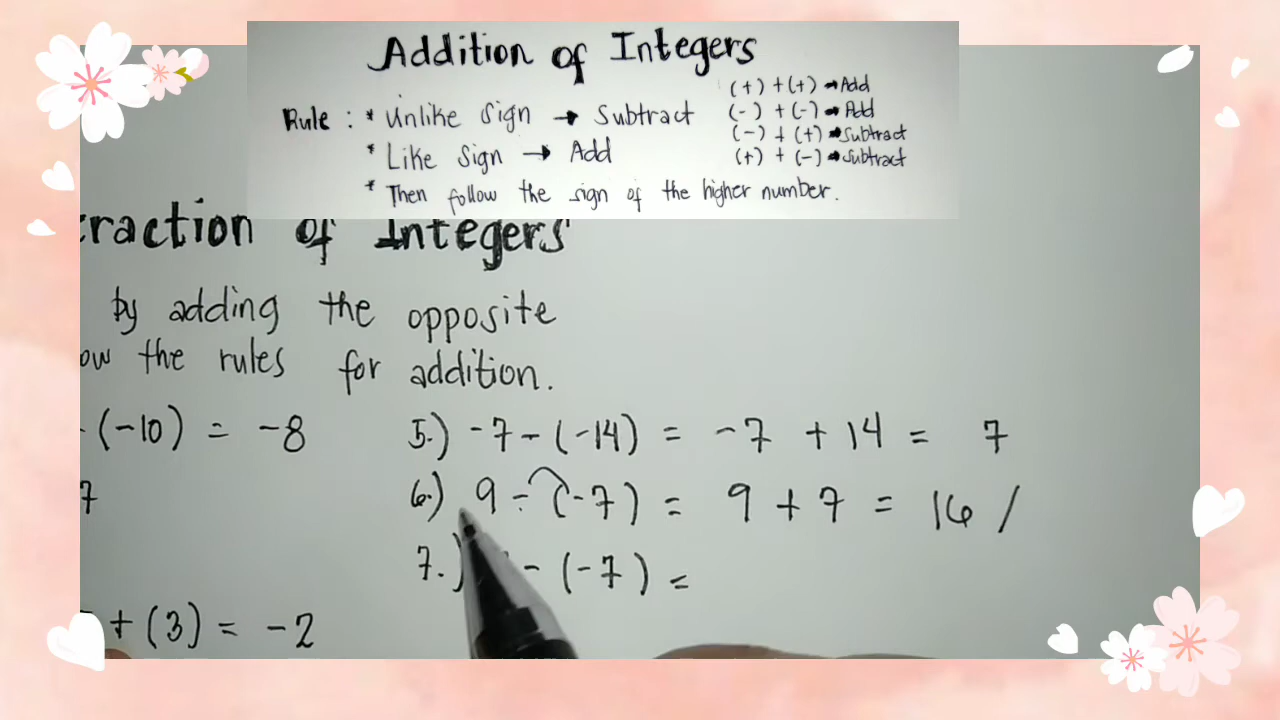 Addition of Integers
Rule : * Unlike Sign → Subtract
* Like Sign → Add
* Then follow the sign of the higher number.
(+) + (+) → Add
(-) + (-) → Add
(-) + (+) → Subtract
(+) + (-) → Subtract
raction of Integers
by adding the opposite
ow the rules for addition.
- (-10) = -8
7
+ (3) = -2
5.) -7 - (-14) = -7 + 14 = 7
6.) 9 - (-7) = 9 + 7 = 16 /
7.) - (-7) =